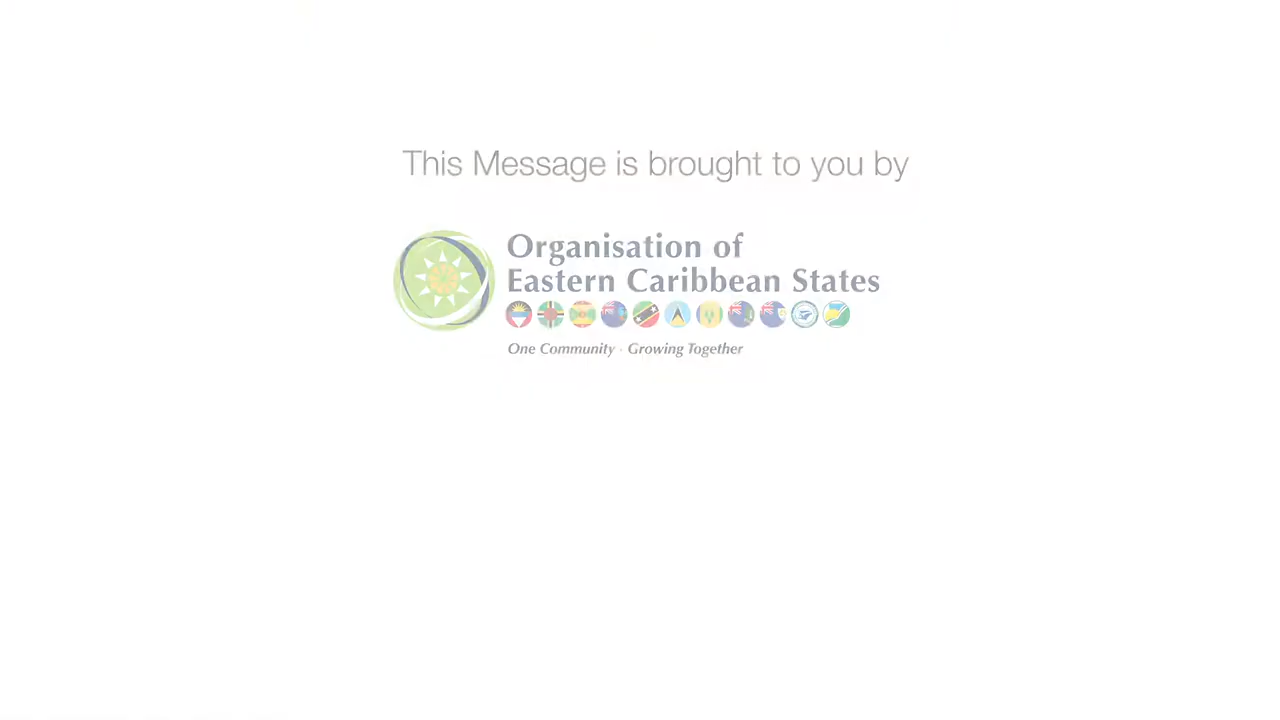 This Message is brought to you by
Organisation of
Eastern Caribbean States
One Community · Growing Together